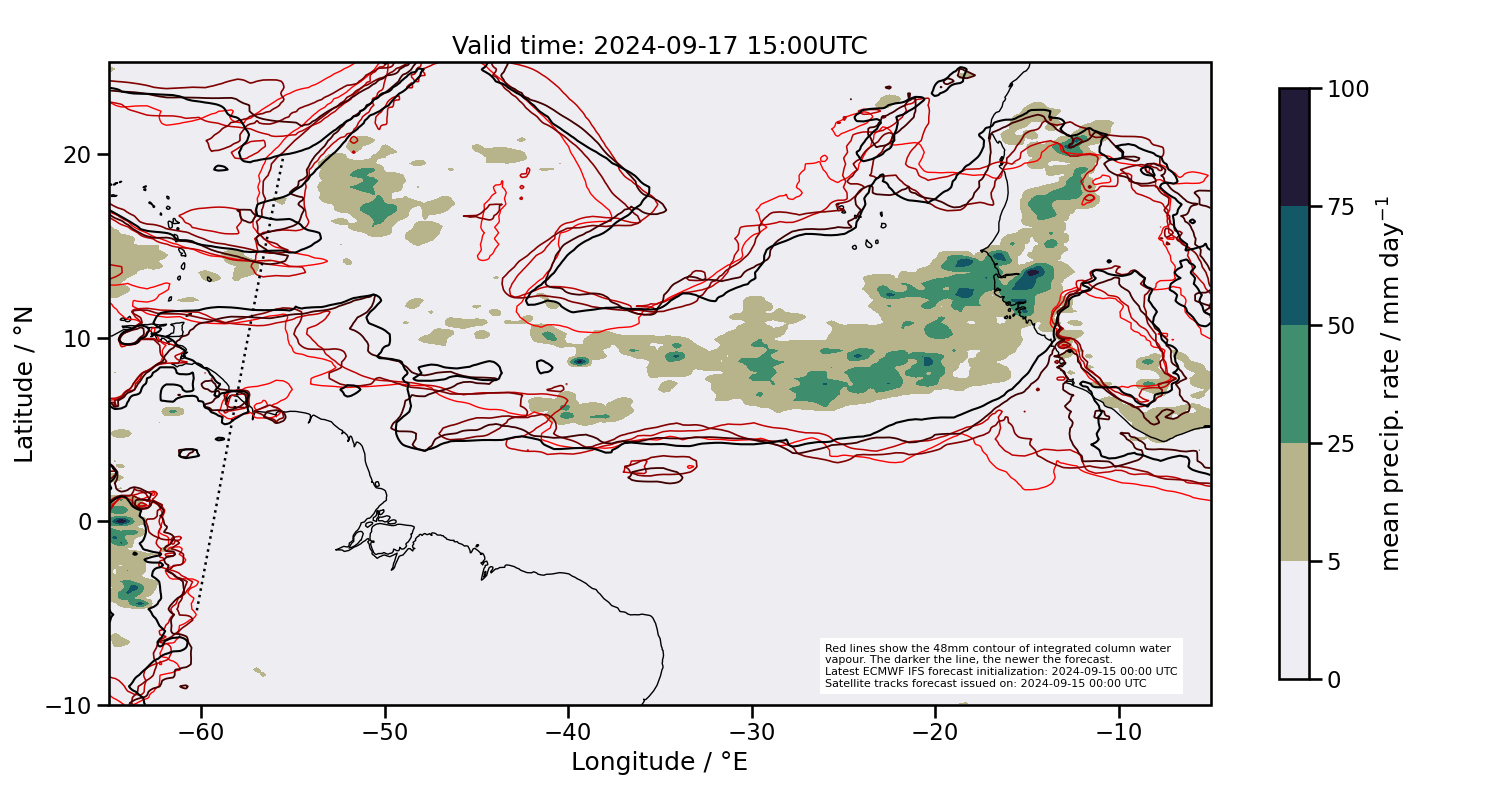 Valid time: 2024-09-17 15:00UTC
Latitude / °N
20
10
0
−10
−60
−50
−40
−30
−20
−10
Longitude / °E
Red lines show the 48mm contour of integrated column water
vapour. The darker the line, the newer the forecast.
Latest ECMWF IFS forecast initialization: 2024-09-15 00:00 UTC
Satellite tracks forecast issued on: 2024-09-15 00:00 UTC
100
75
50
25
5
0
mean precip. rate / mm day⁻¹